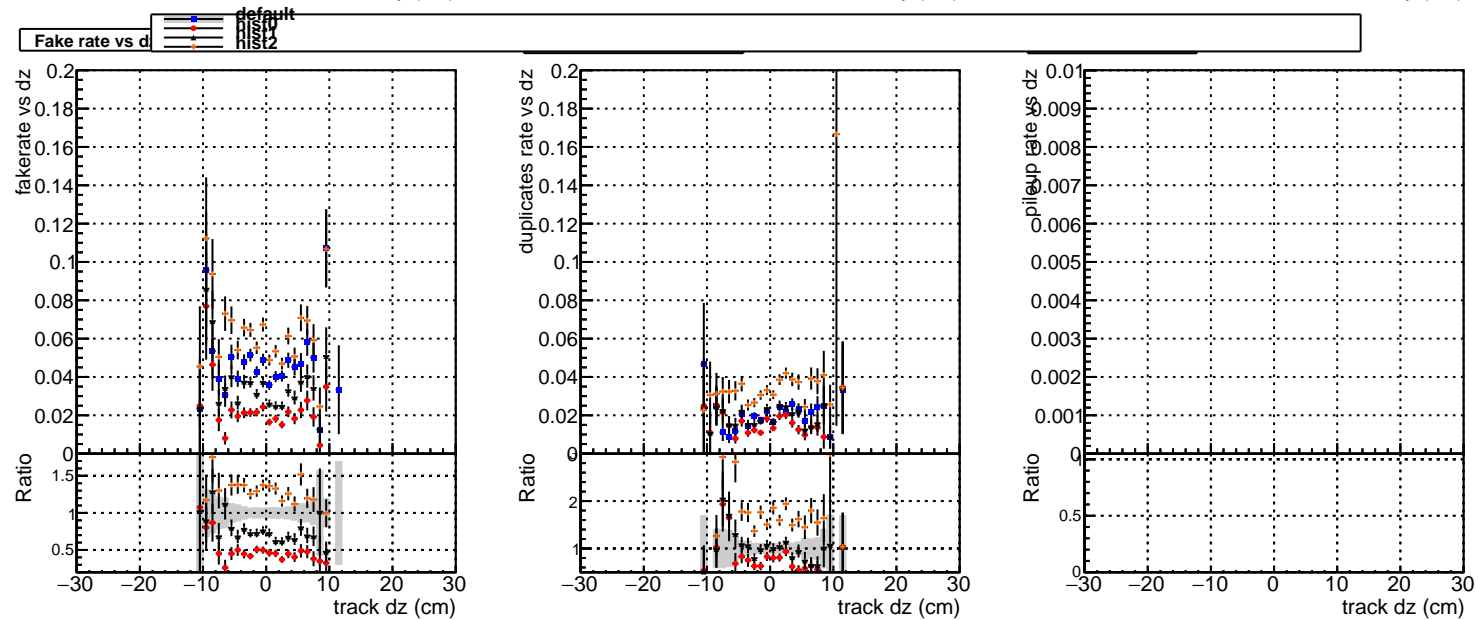 default
hist0
hist1
hist2
Fake rate vs dz
fakerate vs dz
0.2
0.18
0.16
0.14
0.12
0.1
0.08
0.06
0.04
0.02
0
Ratio
1.5
1
0.5
−30 −20 −10 0 10 20 30
track dz (cm)
duplicates rate vs dz
0.2
0.18
0.16
0.14
0.12
0.1
0.08
0.06
0.04
0.02
0
Ratio
2
1
−30 −20 −10 0 10 20 30
track dz (cm)
pileup rate vs dz
0.01
0.009
0.008
0.007
0.006
0.005
0.004
0.003
0.002
0.001
0
Ratio
1
0.5
0
−30 −20 −10 0 10 20 30
track dz (cm)